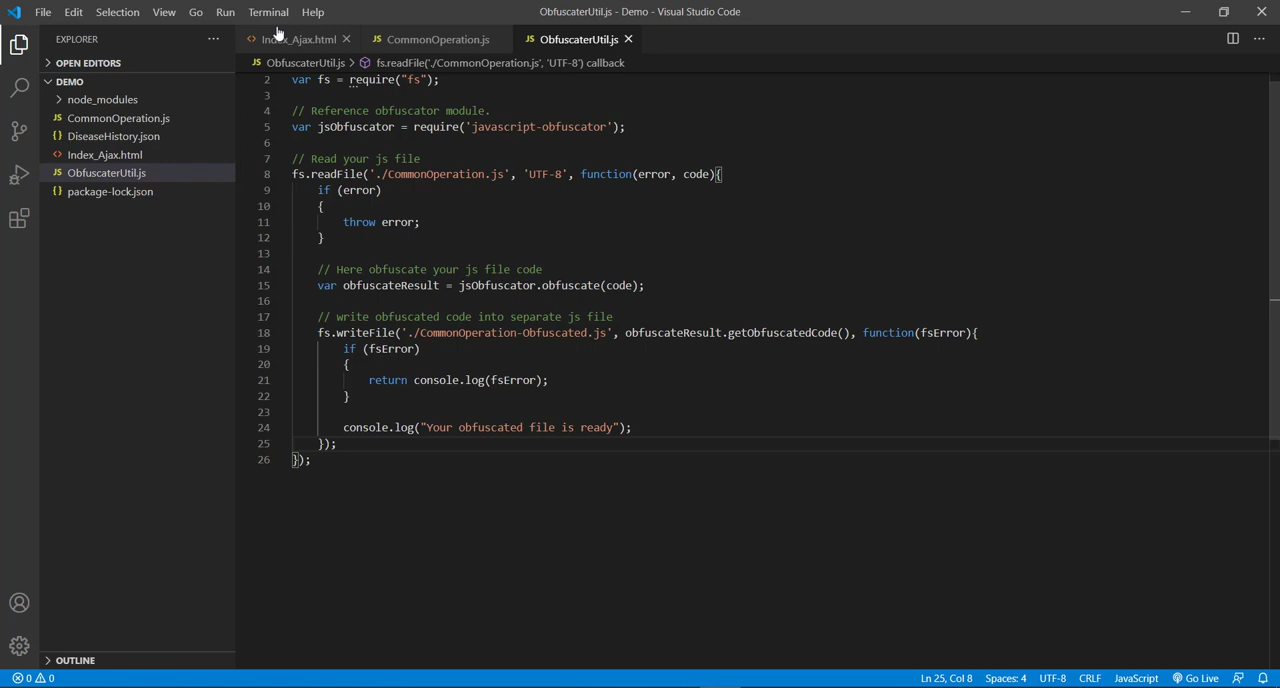 File Edit Selection View Go Run Terminal Help
ObfuscaterUtil.js - Demo - Visual Studio Code
EXPLORER
OPEN EDITORS
DEMO
node_modules
JS CommonOperation.js
{} DiseaseHistory.json
<> Index_Ajax.html
JS ObfuscaterUtil.js
{} package-lock.json
OUTLINE
<> Index_Ajax.html JS CommonOperation.js JS ObfuscaterUtil.js
JS ObfuscaterUtil.js > fs.readFile('./CommonOperation.js', 'UTF-8') callback
2 var fs = require("fs");
3
4 // Reference obfuscator module.
5 var jsObfuscator = require('javascript-obfuscator');
6
7 // Read your js file
8 fs.readFile('./CommonOperation.js', 'UTF-8', function(error, code){
9 if (error)
10 {
11 throw error;
12 }
13
14 // Here obfuscate your js file code
15 var obfuscateResult = jsObfuscator.obfuscate(code);
16
17 // write obfuscated code into separate js file
18 fs.writeFile('./CommonOperation-Obfuscated.js', obfuscateResult.getObfuscatedCode(), function(fsError){
19 if (fsError)
20 {
21 return console.log(fsError);
22 }
23
24 console.log("Your obfuscated file is ready");
25 });
26 });
0 0 Ln 25, Col 8 Spaces: 4 UTF-8 CRLF JavaScript Go Live